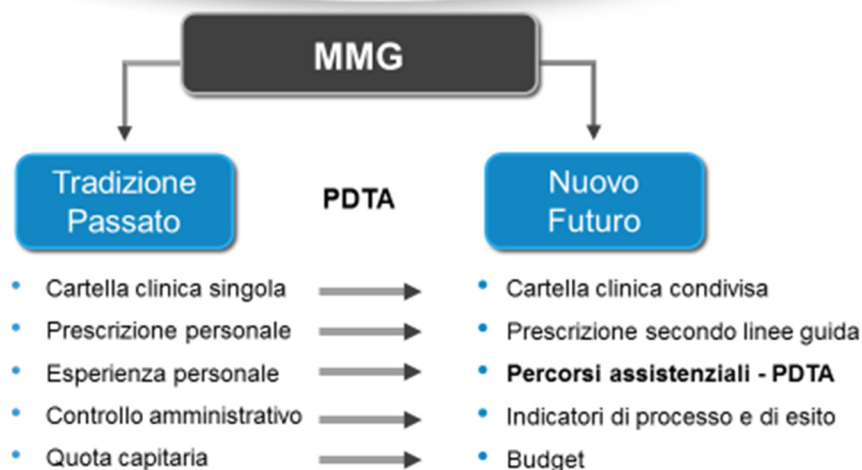 MMG
Tradizione
Passato
PDTA
Nuovo
Futuro
• Cartella clinica singola
• Prescrizione personale
• Esperienza personale
• Controllo amministrativo
• Quota capitaria
• Cartella clinica condivisa
• Prescrizione secondo linee guida
• Percorsi assistenziali - PDTA
• Indicatori di processo e di esito
• Budget